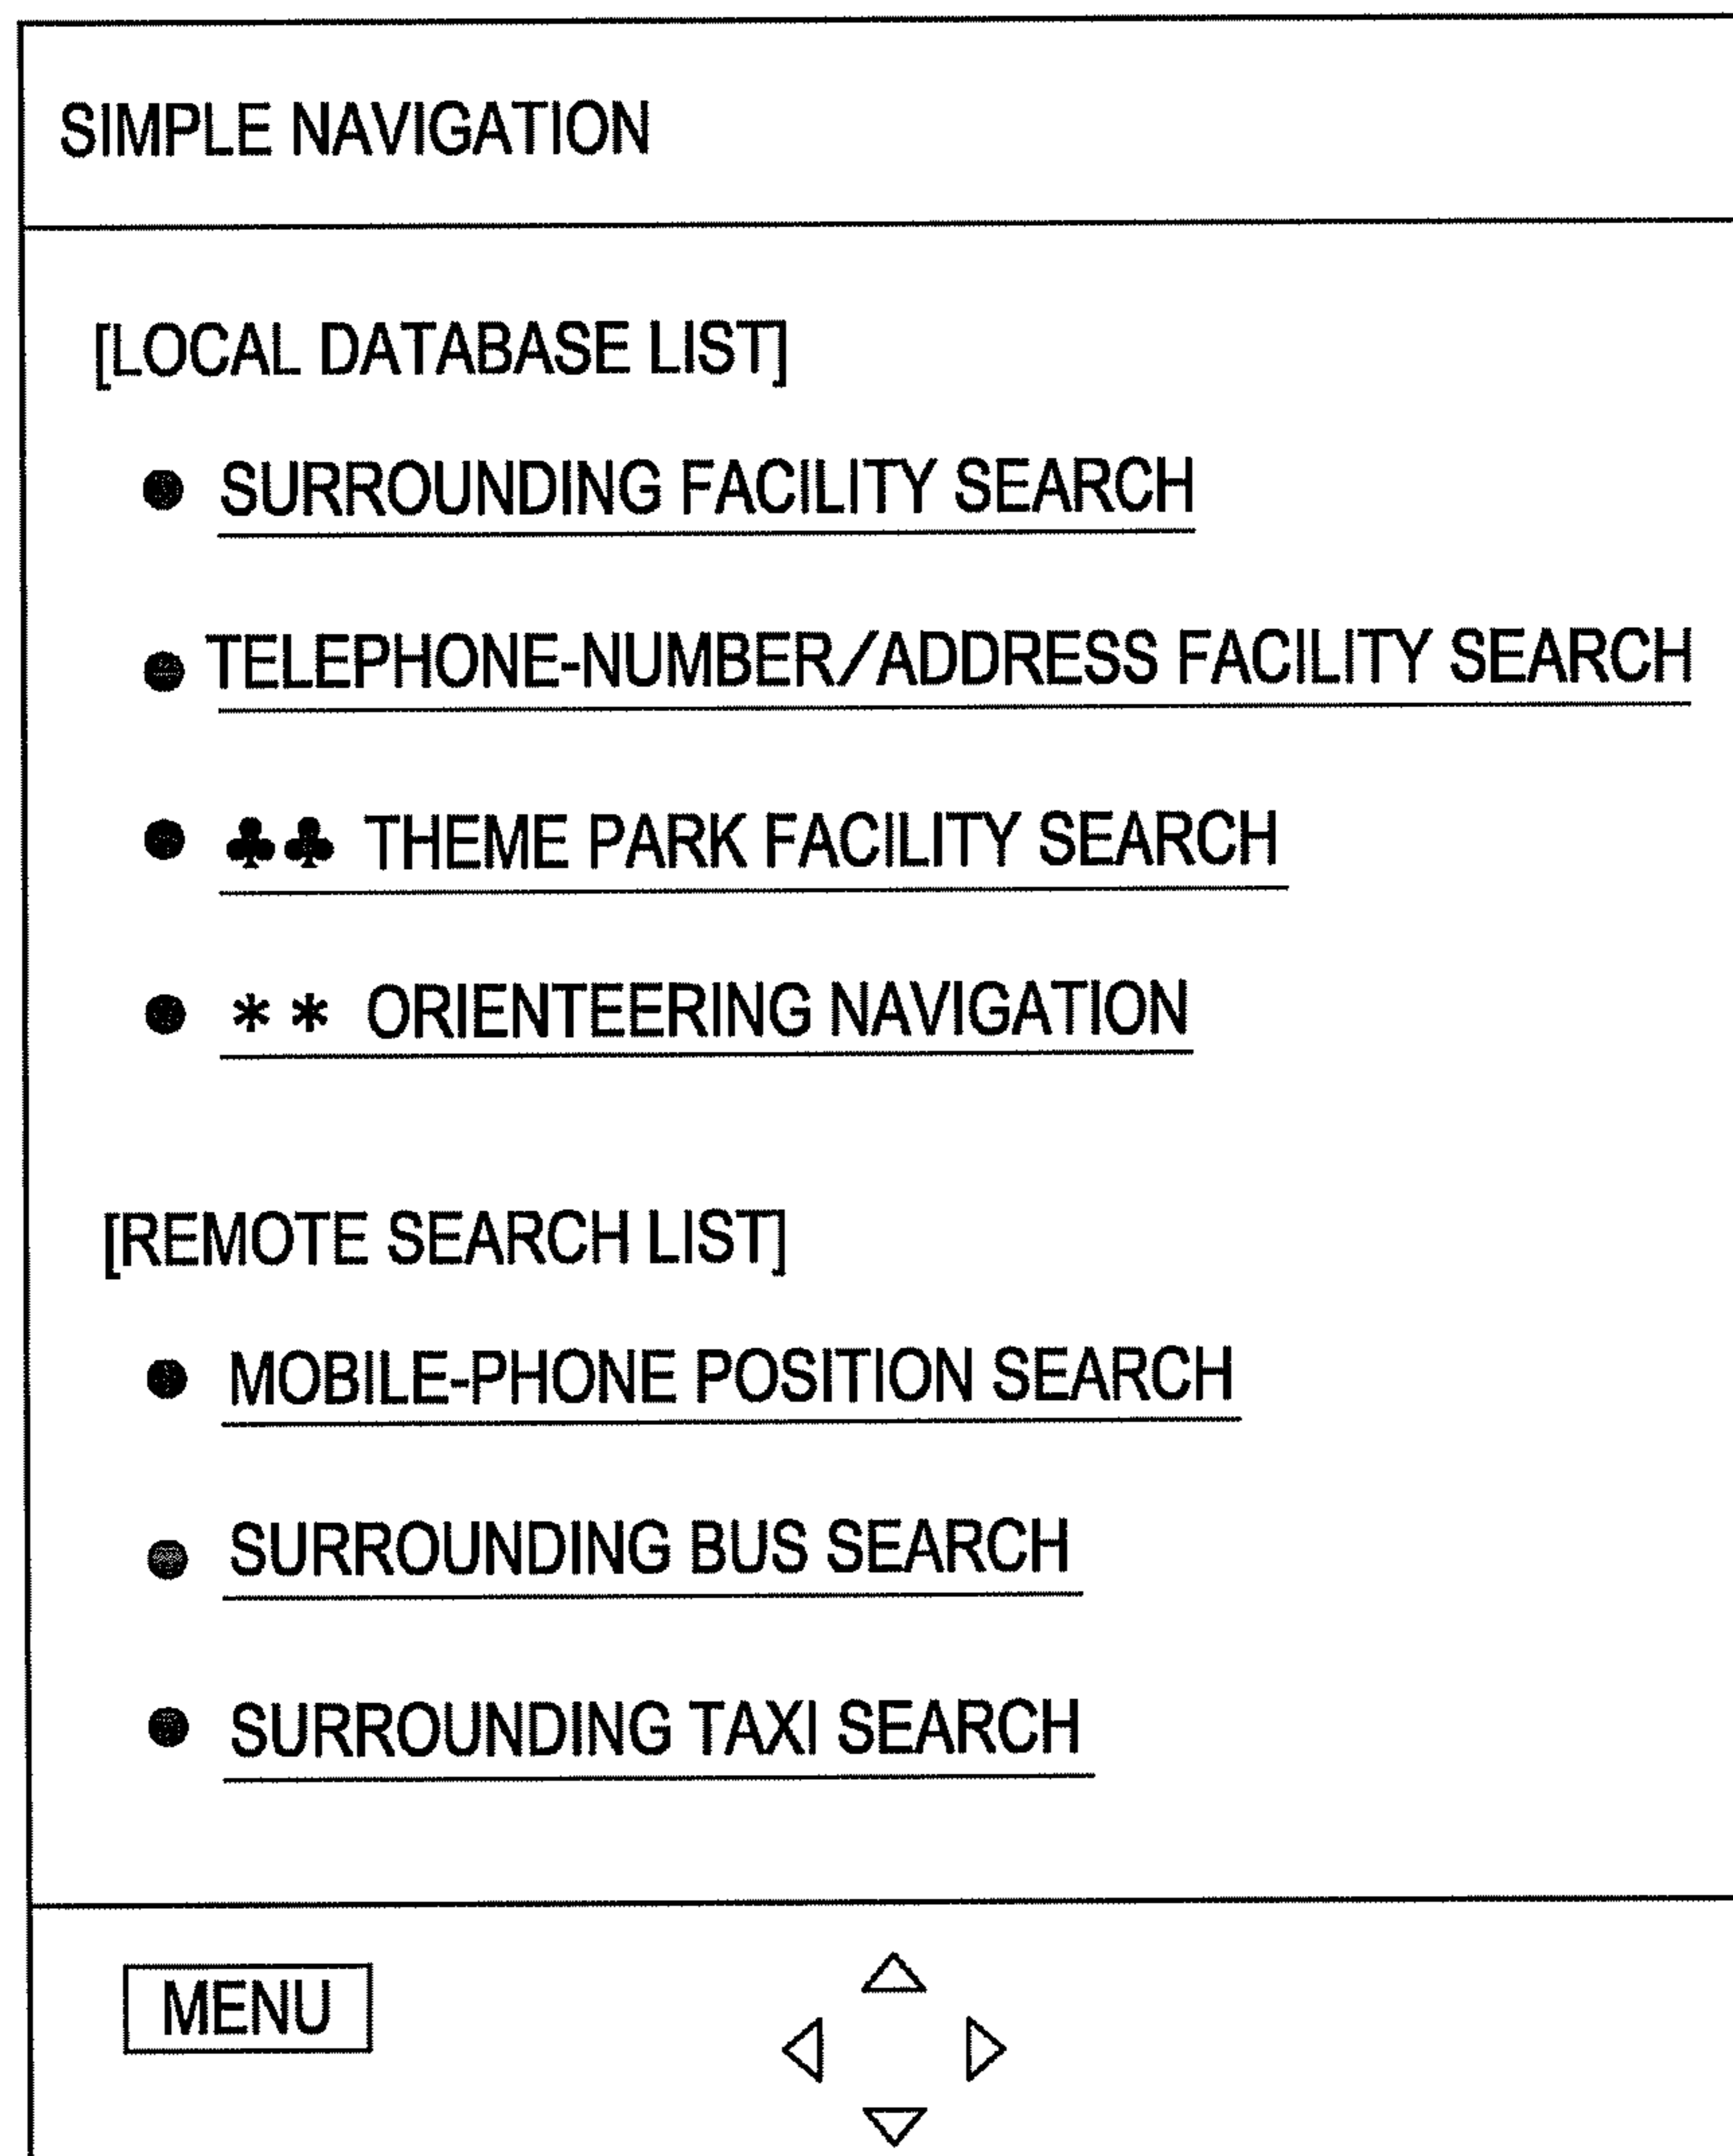 SIMPLE NAVIGATION
[LOCAL DATABASE LIST]
● SURROUNDING FACILITY SEARCH
● TELEPHONE-NUMBER/ADDRESS FACILITY SEARCH
● ♣♣ THEME PARK FACILITY SEARCH
● ** ORIENTEERING NAVIGATION
[REMOTE SEARCH LIST]
● MOBILE-PHONE POSITION SEARCH
● SURROUNDING BUS SEARCH
● SURROUNDING TAXI SEARCH
MENU